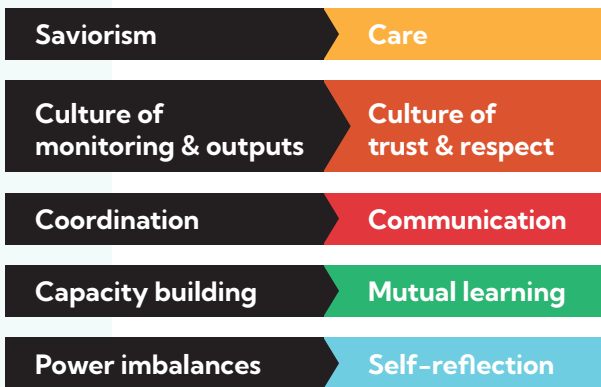 Saviorism
Care
Culture of
monitoring & outputs
Culture of
trust & respect
Coordination
Communication
Capacity building
Mutual learning
Power imbalances
Self-reflection